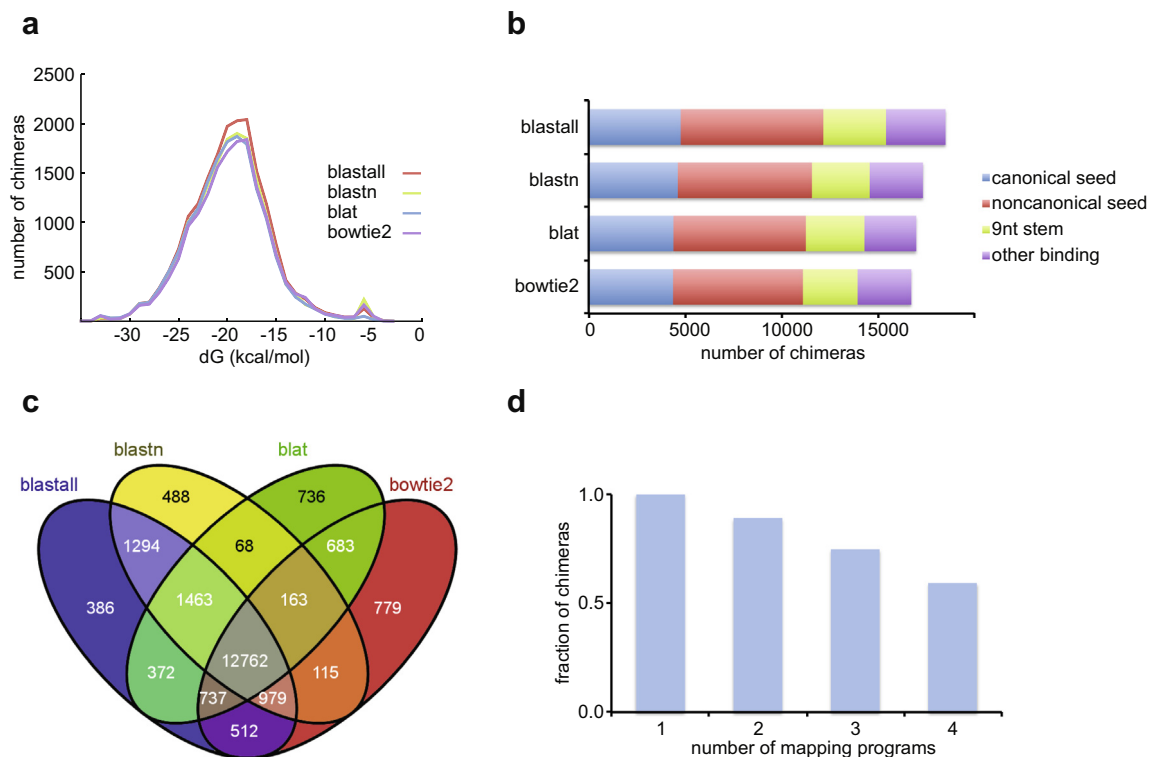 a
2500
2000
1500
1000
500
number of chimeras
-30
-25
-20
-15
-10
-5
0
dG (kcal/mol)
blastall
blastn
blat
bowtie2
b
blastall
blastn
blat
bowtie2
0
5000
10000
15000
number of chimeras
canonical seed
noncanonical seed
9nt stem
other binding
c
blastn
blat
blastall
bowtie2
488
736
1294
68
683
386
1463
163
779
372
12762
115
737
979
512
d
1.0
0.5
0.0
fraction of chimeras
1
2
3
4
number of mapping programs